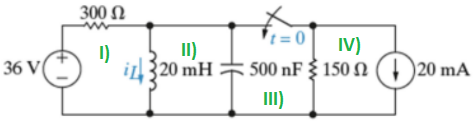 300 Ω
I)
II)
t = 0
IV)
36 V
+
−
iL
20 mH
500 nF
150 Ω
20 mA
III)